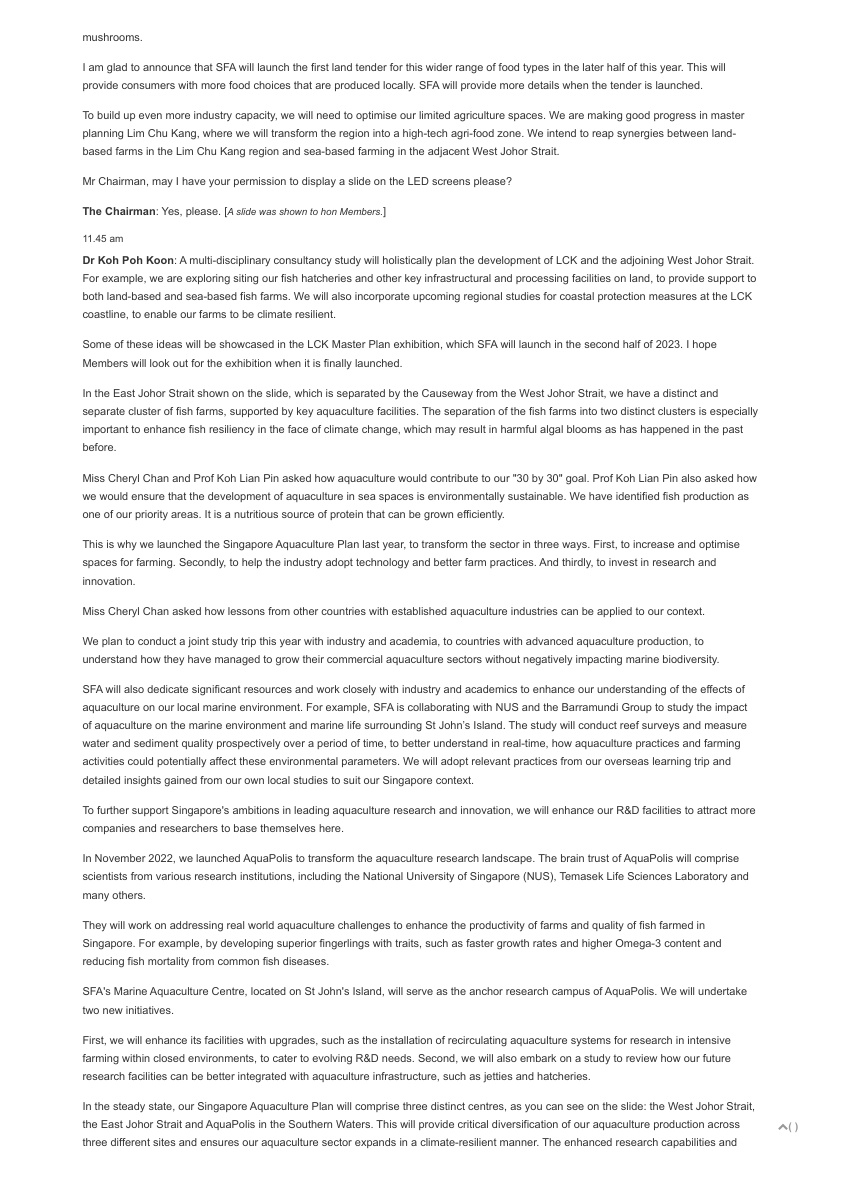 mushrooms.
I am glad to announce that SFA will launch the first land tender for this wider range of food types in the later half of this year. This will
provide consumers with more food choices that are produced locally. SFA will provide more details when the tender is launched.
To build up even more industry capacity, we will need to optimise our limited agriculture spaces. We are making good progress in master
planning Lim Chu Kang, where we will transform the region into a high-tech agri-food zone. We intend to reap synergies between land-
based farms in the Lim Chu Kang region and sea-based farming in the adjacent West Johor Strait.
Mr Chairman, may I have your permission to display a slide on the LED screens please?
The Chairman: Yes, please. [A slide was shown to hon Members.]
11.45 am
Dr Koh Poh Koon: A multi-disciplinary consultancy study will holistically plan the development of LCK and the adjoining West Johor Strait.
For example, we are exploring siting our fish hatcheries and other key infrastructural and processing facilities on land, to provide support to
both land-based and sea-based fish farms. We will also incorporate upcoming regional studies for coastal protection measures at the LCK
coastline, to enable our farms to be climate resilient.
Some of these ideas will be showcased in the LCK Master Plan exhibition, which SFA will launch in the second half of 2023. I hope
Members will look out for the exhibition when it is finally launched.
In the East Johor Strait shown on the slide, which is separated by the Causeway from the West Johor Strait, we have a distinct and
separate cluster of fish farms, supported by key aquaculture facilities. The separation of the fish farms into two distinct clusters is especially
important to enhance fish resiliency in the face of climate change, which may result in harmful algal blooms as has happened in the past
before.
Miss Cheryl Chan and Prof Koh Lian Pin asked how aquaculture would contribute to our "30 by 30" goal. Prof Koh Lian Pin also asked how
we would ensure that the development of aquaculture in sea spaces is environmentally sustainable. We have identified fish production as
one of our priority areas. It is a nutritious source of protein that can be grown efficiently.
This is why we launched the Singapore Aquaculture Plan last year, to transform the sector in three ways. First, to increase and optimise
spaces for farming. Secondly, to help the industry adopt technology and better farm practices. And thirdly, to invest in research and
innovation.
Miss Cheryl Chan asked how lessons from other countries with established aquaculture industries can be applied to our context.
We plan to conduct a joint study trip this year with industry and academia, to countries with advanced aquaculture production, to
understand how they have managed to grow their commercial aquaculture sectors without negatively impacting marine biodiversity.
SFA will also dedicate significant resources and work closely with industry and academics to enhance our understanding of the effects of
aquaculture on our local marine environment. For example, SFA is collaborating with NUS and the Barramundi Group to study the impact
of aquaculture on the marine environment and marine life surrounding St John’s Island. The study will conduct reef surveys and measure
water and sediment quality prospectively over a period of time, to better understand in real-time, how aquaculture practices and farming
activities could potentially affect these environmental parameters. We will adopt relevant practices from our overseas learning trip and
detailed insights gained from our own local studies to suit our Singapore context.
To further support Singapore's ambitions in leading aquaculture research and innovation, we will enhance our R&D facilities to attract more
companies and researchers to base themselves here.
In November 2022, we launched AquaPolis to transform the aquaculture research landscape. The brain trust of AquaPolis will comprise
scientists from various research institutions, including the National University of Singapore (NUS), Temasek Life Sciences Laboratory and
many others.
They will work on addressing real world aquaculture challenges to enhance the productivity of farms and quality of fish farmed in
Singapore. For example, by developing superior fingerlings with traits, such as faster growth rates and higher Omega-3 content and
reducing fish mortality from common fish diseases.
SFA's Marine Aquaculture Centre, located on St John's Island, will serve as the anchor research campus of AquaPolis. We will undertake
two new initiatives.
First, we will enhance its facilities with upgrades, such as the installation of recirculating aquaculture systems for research in intensive
farming within closed environments, to cater to evolving R&D needs. Second, we will also embark on a study to review how our future
research facilities can be better integrated with aquaculture infrastructure, such as jetties and hatcheries.
In the steady state, our Singapore Aquaculture Plan will comprise three distinct centres, as you can see on the slide: the West Johor Strait,
the East Johor Strait and AquaPolis in the Southern Waters. This will provide critical diversification of our aquaculture production across
three different sites and ensures our aquaculture sector expands in a climate-resilient manner. The enhanced research capabilities and
( )